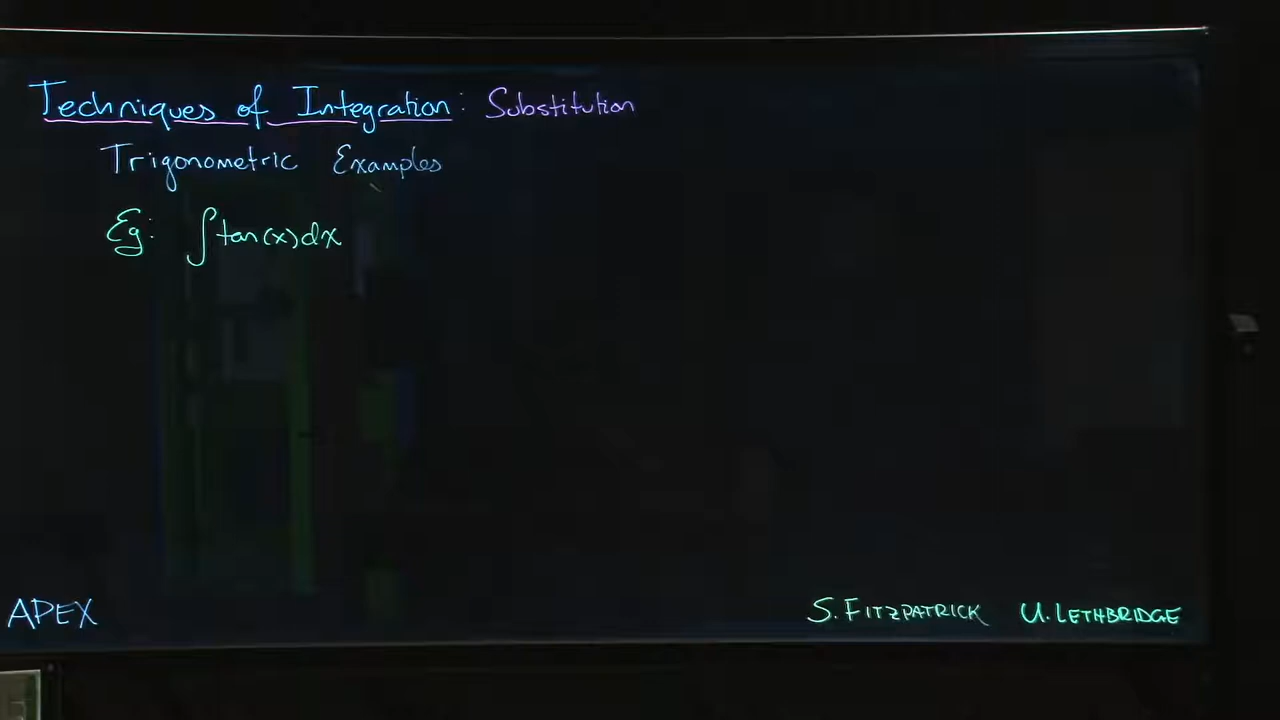 Techniques of Integration: Substitution
Trigonometric Examples
Eg: ∫tan(x)dx
APEX
S. FITZPATRICK U. LETHBRIDGE